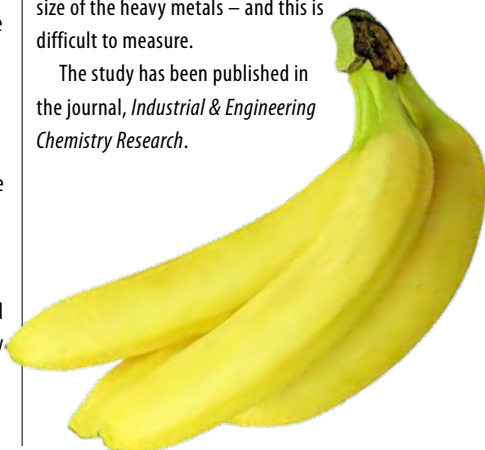 size of the heavy metals – and this is
difficult to measure.
The study has been published in
the journal, Industrial & Engineering
Chemistry Research.